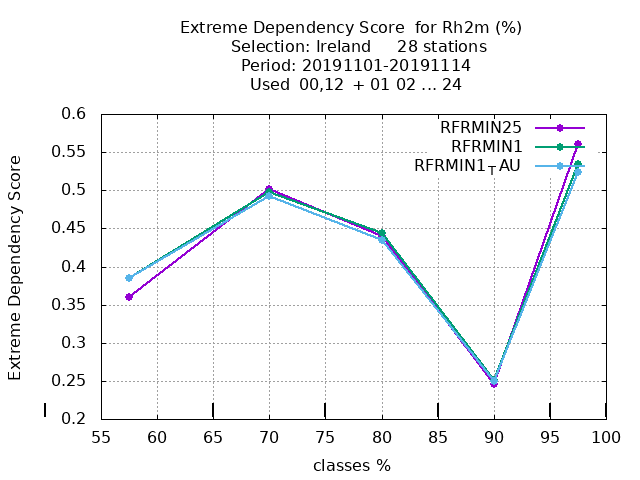 Extreme Dependency Score  for Rh2m (%)
Selection: Ireland     28 stations
Period: 20191101-20191114
Used  00,12  + 01 02 ... 24
Extreme Dependency Score
0.6
0.55
0.5
0.45
0.4
0.35
0.3
0.25
0.2
RFRMIN25
RFRMIN1
RFRMIN1TAU
55 60 65 70 75 80 85 90 95 100
classes %